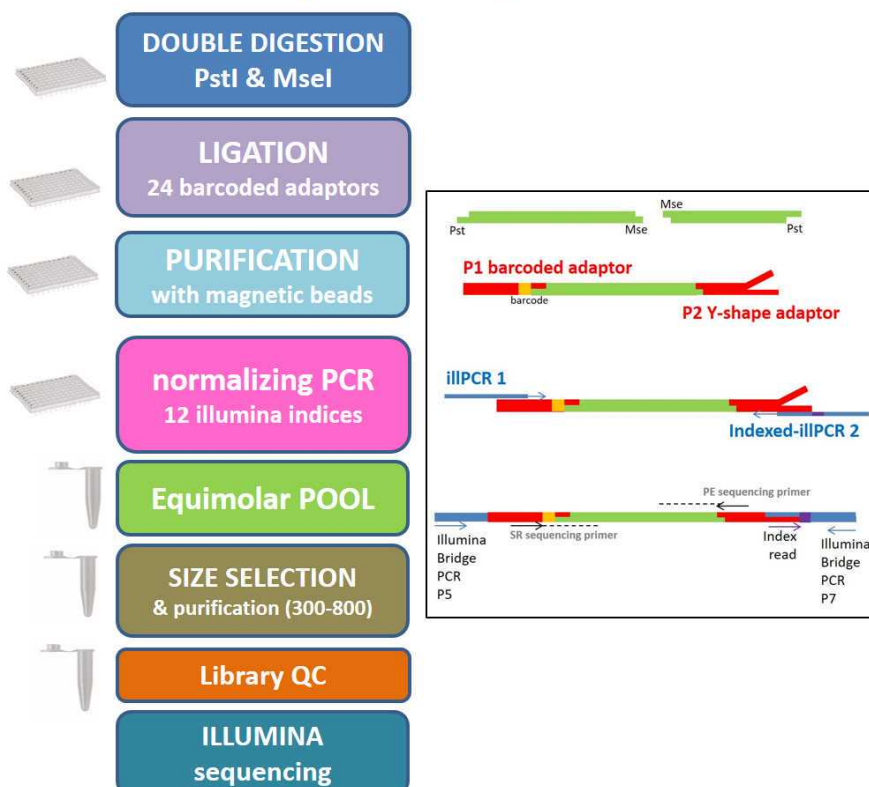 DOUBLE DIGESTION
PstI & MseI
LIGATION
24 barcoded adaptors
PURIFICATION
with magnetic beads
normalizing PCR
12 illumina indices
Equimolar POOL
SIZE SELECTION
& purification (300-800)
Library QC
ILLUMINA
sequencing
Pst
Mse
Mse
Pst
P1 barcoded adaptor
barcode
P2 Y-shape adaptor
illPCR 1
Indexed-illPCR 2
PE sequencing primer
SR sequencing primer
Illumina
Bridge
PCR
P5
Index
read
Illumina
Bridge
PCR
P7